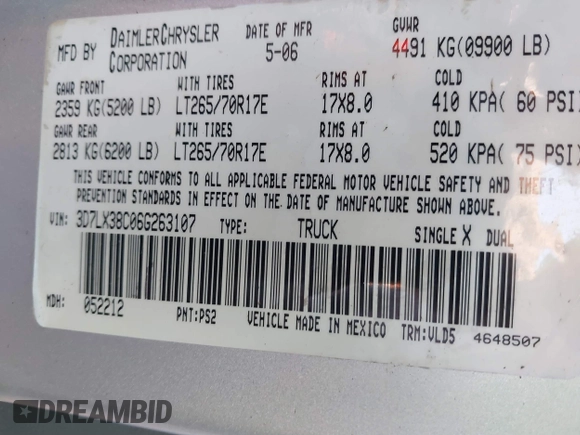 MFD BY DAIMLERCHRYSLER CORPORATION DATE OF MFR 5-06 GVWR 4491 KG(09900 LB)
GAWR FRONT WITH TIRES RIMS AT COLD
2359 KG(5200 LB) LT265/70R17E 17X8.0 410 KPA( 60 PSI)
GAWR REAR WITH TIRES RIMS AT COLD
2813 KG(6200 LB) LT265/70R17E 17X8.0 520 KPA( 75 PSI)
THIS VEHICLE CONFORMS TO ALL APPLICABLE FEDERAL MOTOR VEHICLE SAFETY AND THEFT
PREVENTION STANDARDS IN EFFECT ON THE DATE OF MANUFACTURE SHOWN ABOVE.
VIN: 3D7LX38C06G263107 TYPE: TRUCK SINGLE X DUAL
MDH: 052212 PNT:PS2 VEHICLE MADE IN MEXICO TRM:VLD5 4648507
DREAMBID